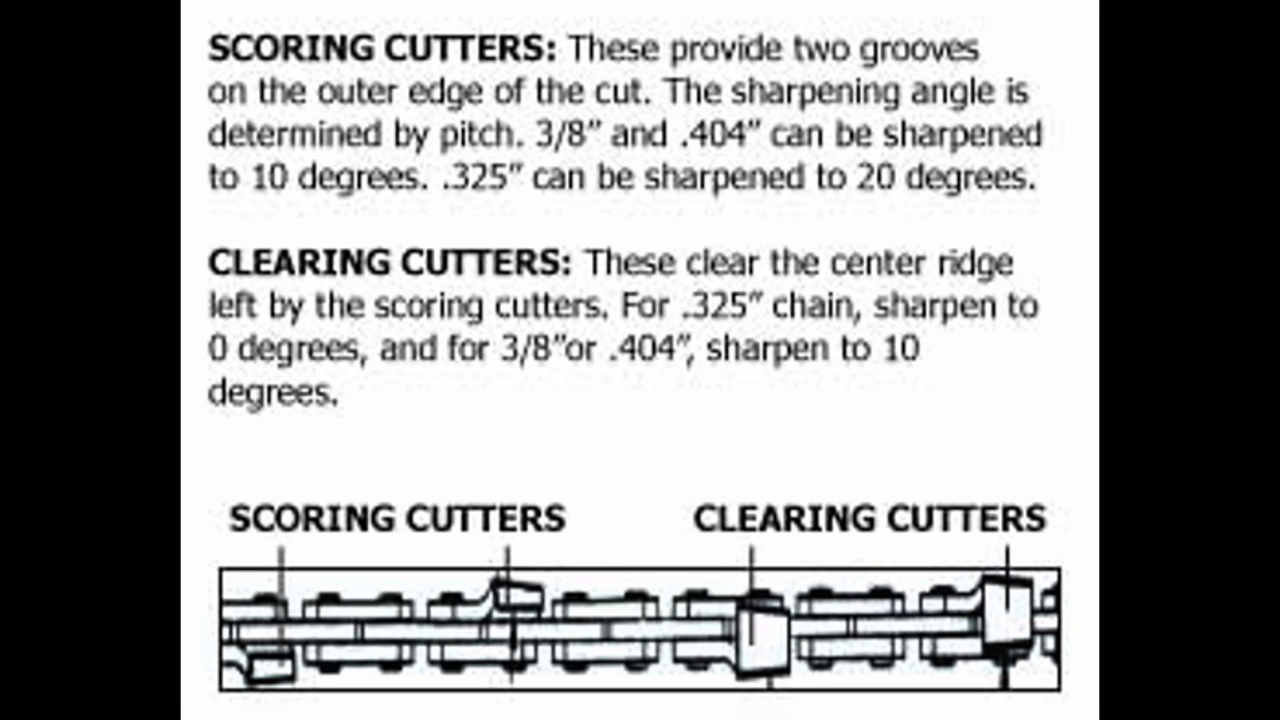 SCORING CUTTERS: These provide two grooves
on the outer edge of the cut. The sharpening angle is
determined by pitch. 3/8” and .404” can be sharpened
to 10 degrees. .325” can be sharpened to 20 degrees.
CLEARING CUTTERS: These clear the center ridge
left by the scoring cutters. For .325” chain, sharpen to
0 degrees, and for 3/8”or .404”, sharpen to 10
degrees.
SCORING CUTTERS CLEARING CUTTERS